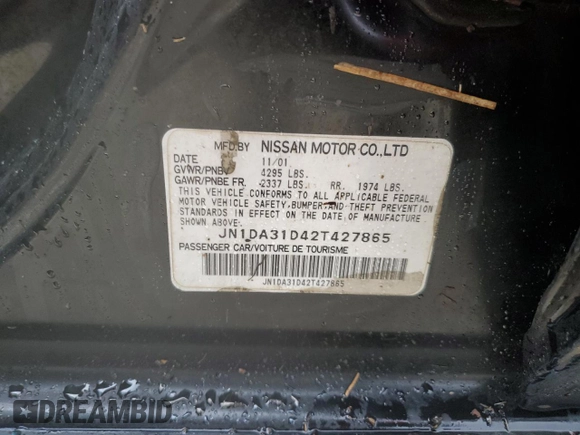 MFD.BY NISSAN MOTOR CO.,LTD
DATE 11/01
GVWR/PNBV 4295 LBS.
GAWR/PNBE FR. 2337 LBS. RR. 1974 LBS.
THIS VEHICLE CONFORMS TO ALL APPLICABLE FEDERAL
MOTOR VEHICLE SAFETY, BUMPER AND THEFT PREVENTION
STANDARDS IN EFFECT ON THE DATE OF MANUFACTURE
SHOWN ABOVE.
JN1DA31D42T427865
PASSENGER CAR/VOITURE DE TOURISME
JN1DA31D42T427865
DREAMBID